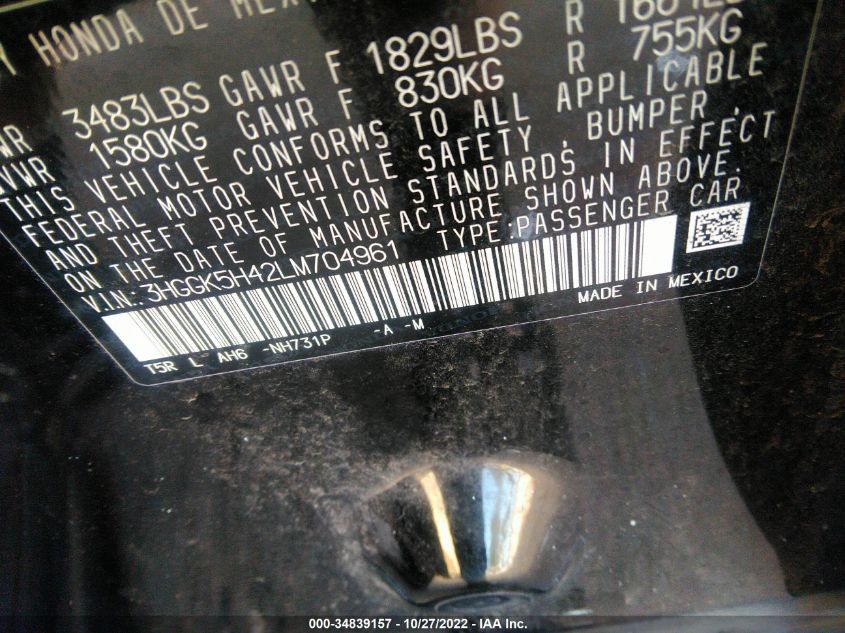 HONDA DE
3483LBS GAWR F 1829LBS R
1580KG GAWR F 830KG R 755KG
THIS VEHICLE CONFORMS TO ALL APPLICABLE
FEDERAL MOTOR VEHICLE SAFETY, BUMPER,
AND THEFT PREVENTION STANDARDS IN EFFECT
ON THE DATE OF MANUFACTURE SHOWN ABOVE.
V.I.N: 3HGGK5H42LM704961 TYPE:PASSENGER CAR
MADE IN MEXICO
T5R L AH6 -NH731P -A -M
000-34839157 - 10/27/2022 - IAA Inc.